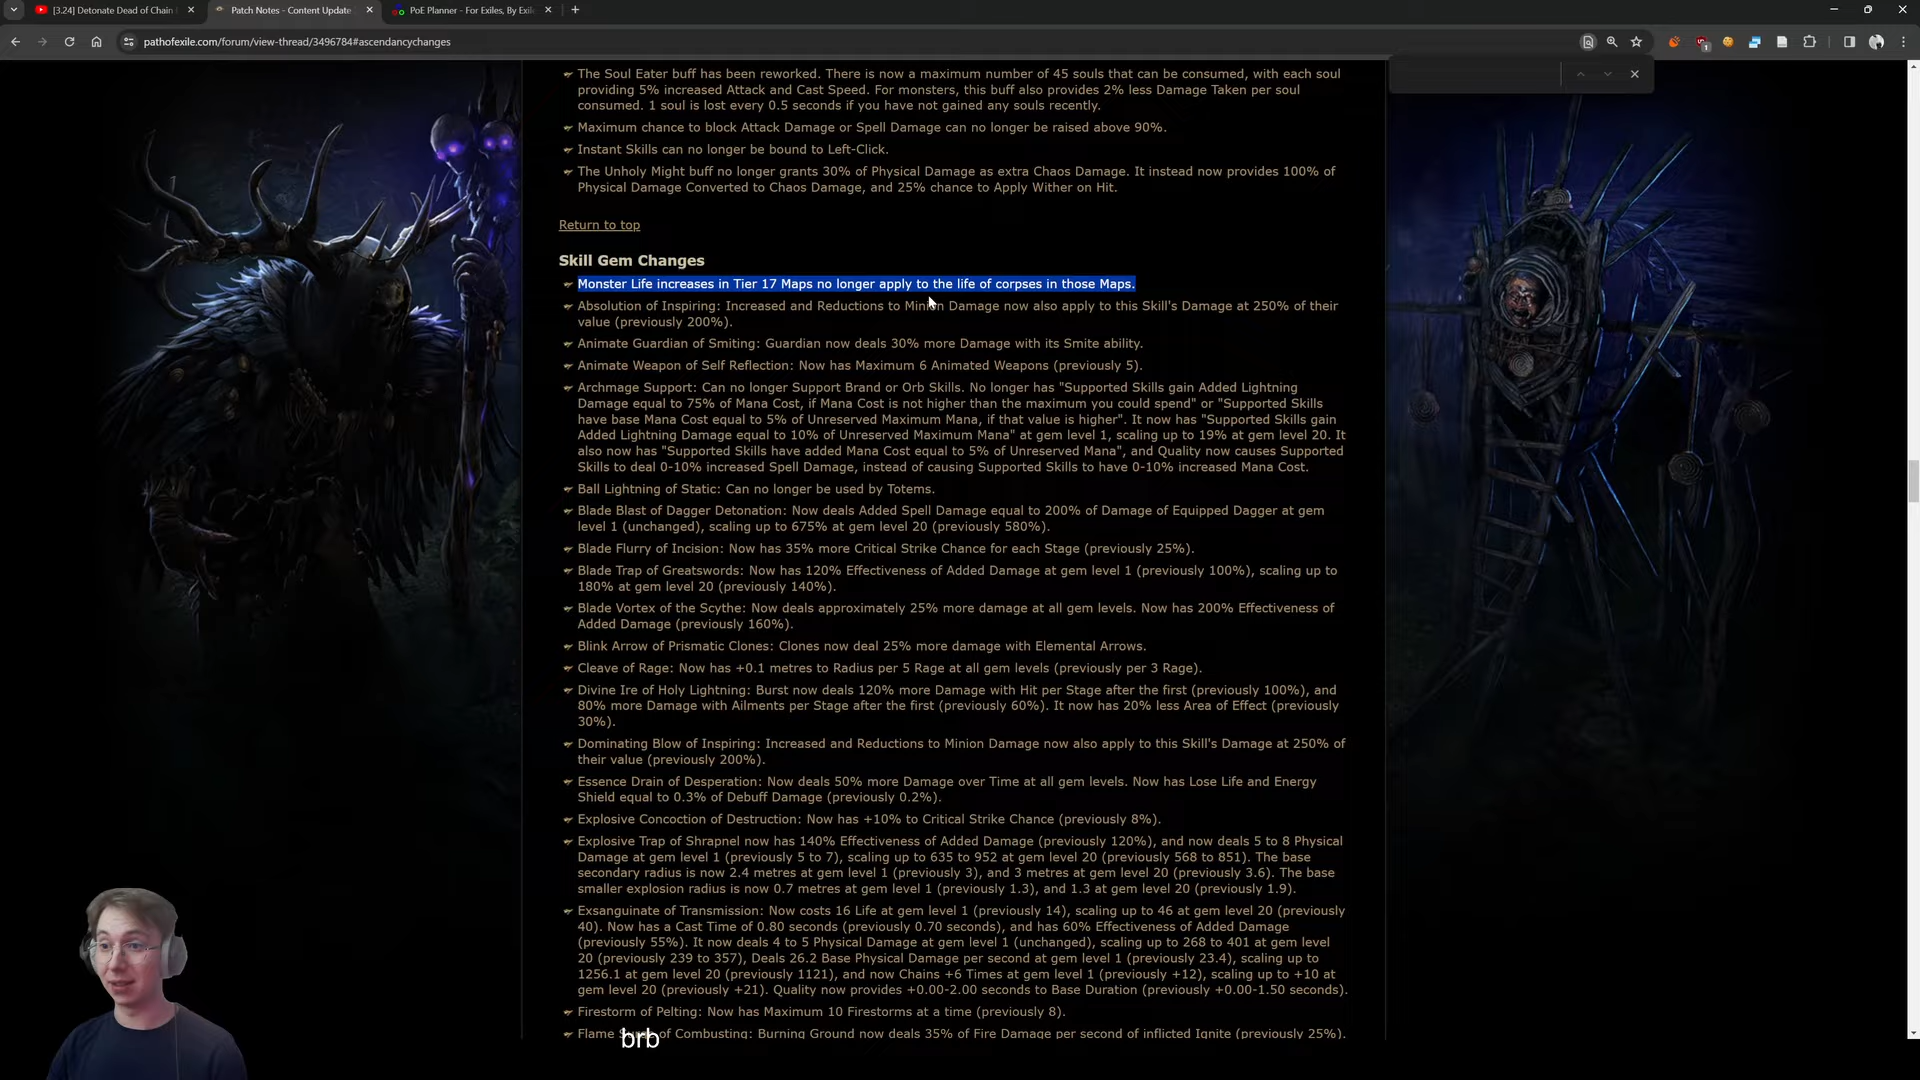 [3.24] Detonate Dead of Chain
Patch Notes - Content Update
PoE Planner - For Exiles, By Exile
pathofexile.com/forum/view-thread/3496784#ascendancychanges
The Soul Eater buff has been reworked. There is now a maximum number of 45 souls that can be consumed, with each soul
providing 5% increased Attack and Cast Speed. For monsters, this buff also provides 2% less Damage Taken per soul
consumed. 1 soul is lost every 0.5 seconds if you have not gained any souls recently.
Maximum chance to block Attack Damage or Spell Damage can no longer be raised above 90%.
Instant Skills can no longer be bound to Left-Click.
The Unholy Might buff no longer grants 30% of Physical Damage as extra Chaos Damage. It instead now provides 100% of
Physical Damage Converted to Chaos Damage, and 25% chance to Apply Wither on Hit.
Return to top
Skill Gem Changes
Monster Life increases in Tier 17 Maps no longer apply to the life of corpses in those Maps.
Absolution of Inspiring: Increased and Reductions to Minion Damage now also apply to this Skill's Damage at 250% of their
value (previously 200%).
Animate Guardian of Smiting: Guardian now deals 30% more Damage with its Smite ability.
Animate Weapon of Self Reflection: Now has Maximum 6 Animated Weapons (previously 5).
Archmage Support: Can no longer Support Brand or Orb Skills. No longer has "Supported Skills gain Added Lightning
Damage equal to 75% of Mana Cost, if Mana Cost is not higher than the maximum you could spend" or "Supported Skills
have base Mana Cost equal to 5% of Unreserved Maximum Mana, if that value is higher". It now has "Supported Skills gain
Added Lightning Damage equal to 10% of Unreserved Maximum Mana" at gem level 1, scaling up to 19% at gem level 20. It
also now has "Supported Skills have added Mana Cost equal to 5% of Unreserved Mana", and Quality now causes Supported
Skills to deal 0-10% increased Spell Damage, instead of causing Supported Skills to have 0-10% increased Mana Cost.
Ball Lightning of Static: Can no longer be used by Totems.
Blade Blast of Dagger Detonation: Now deals Added Spell Damage equal to 200% of Damage of Equipped Dagger at gem
level 1 (unchanged), scaling up to 675% at gem level 20 (previously 580%).
Blade Flurry of Incision: Now has 35% more Critical Strike Chance for each Stage (previously 25%).
Blade Trap of Greatswords: Now has 120% Effectiveness of Added Damage at gem level 1 (previously 100%), scaling up to
180% at gem level 20 (previously 140%).
Blade Vortex of the Scythe: Now deals approximately 25% more damage at all gem levels. Now has 200% Effectiveness of
Added Damage (previously 160%).
Blink Arrow of Prismatic Clones: Clones now deal 25% more damage with Elemental Arrows.
Cleave of Rage: Now has +0.1 metres to Radius per 5 Rage at all gem levels (previously per 3 Rage).
Divine Ire of Holy Lightning: Burst now deals 120% more Damage with Hit per Stage after the first (previously 100%), and
80% more Damage with Ailments per Stage after the first (previously 60%). It now has 20% less Area of Effect (previously
30%).
Dominating Blow of Inspiring: Increased and Reductions to Minion Damage now also apply to this Skill's Damage at 250% of
their value (previously 200%).
Essence Drain of Desperation: Now deals 50% more Damage over Time at all gem levels. Now has Lose Life and Energy
Shield equal to 0.3% of Debuff Damage (previously 0.2%).
Explosive Concoction of Destruction: Now has +10% to Critical Strike Chance (previously 8%).
Explosive Trap of Shrapnel now has 140% Effectiveness of Added Damage (previously 120%), and now deals 5 to 8 Physical
Damage at gem level 1 (previously 5 to 7), scaling up to 635 to 952 at gem level 20 (previously 568 to 851). The base
secondary radius is now 2.4 metres at gem level 1 (previously 3), and 3 metres at gem level 20 (previously 3.6). The base
smaller explosion radius is now 0.7 metres at gem level 1 (previously 1.3), and 1.3 at gem level 20 (previously 1.9).
Exsanguinate of Transmission: Now costs 16 Life at gem level 1 (previously 14), scaling up to 46 at gem level 20 (previously
40). Now has a Cast Time of 0.80 seconds (previously 0.70 seconds), and has 60% Effectiveness of Added Damage
(previously 55%). It now deals 4 to 5 Physical Damage at gem level 1 (unchanged), scaling up to 268 to 401 at gem level
20 (previously 239 to 357), Deals 26.2 Base Physical Damage per second at gem level 1 (previously 23.4), scaling up to
1256.1 at gem level 20 (previously 1121), and now Chains +6 Times at gem level 1 (previously +12), scaling up to +10 at
gem level 20 (previously +21). Quality now provides +0.00-2.00 seconds to Base Duration (previously +0.00-1.50 seconds).
Firestorm of Pelting: Now has Maximum 10 Firestorms at a time (previously 8).
Flame of Combusting: Burning Ground now deals 35% of Fire Damage per second of inflicted Ignite (previously 25%).
brb